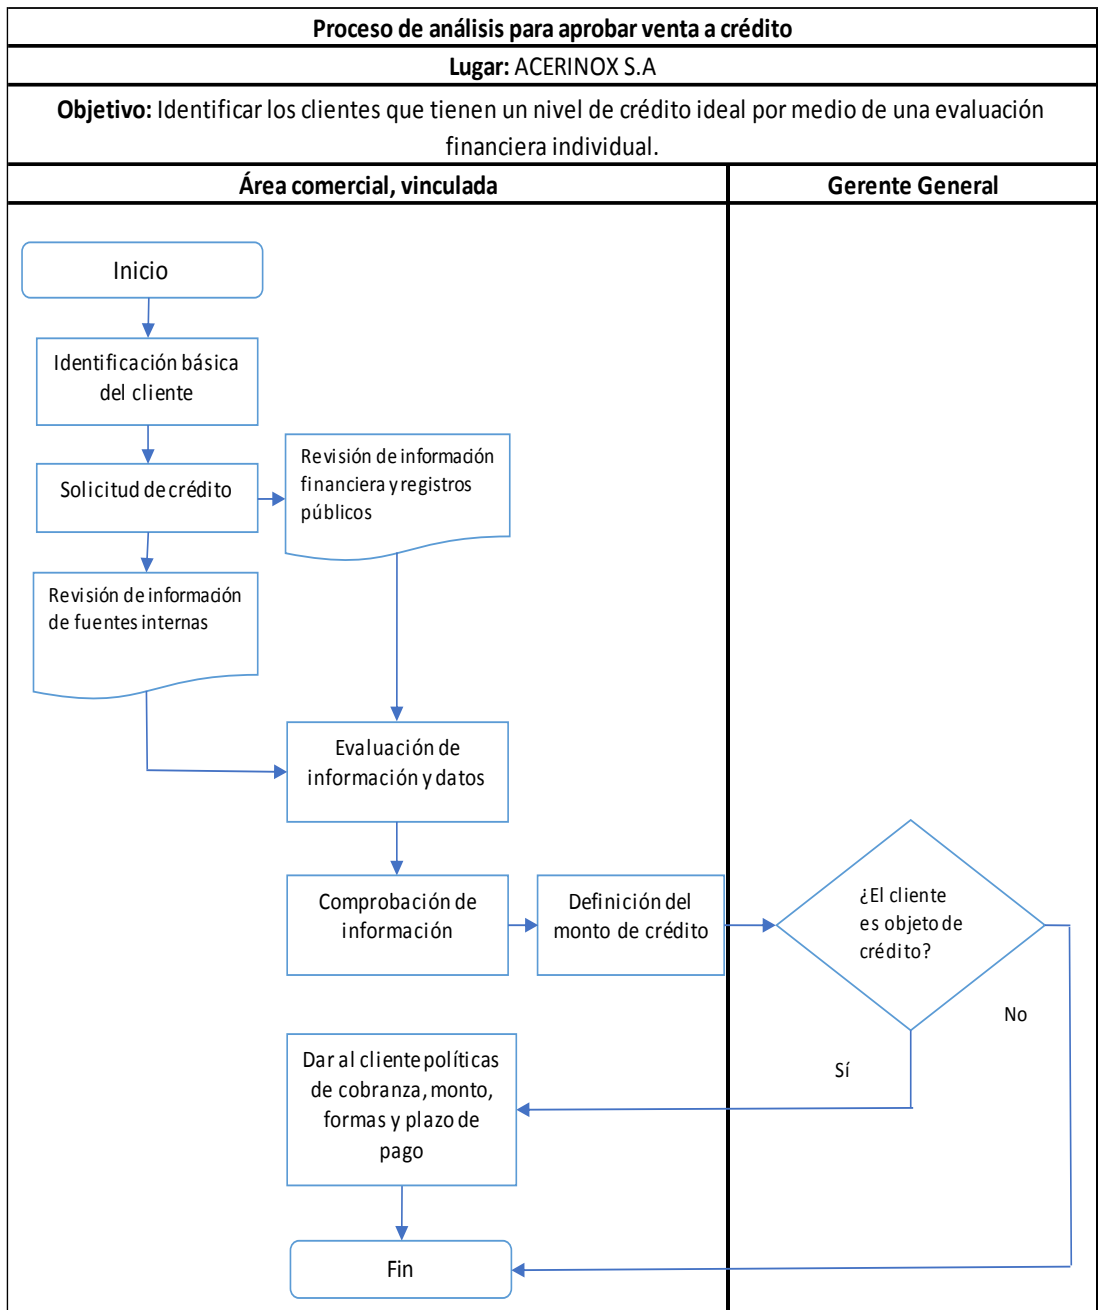 Proceso de análisis para aprobar venta a crédito
Lugar: ACERINOX S.A
Objetivo: Identificar los clientes que tienen un nivel de crédito ideal por medio de una evaluación
financiera individual.
Área comercial, vinculada
Gerente General
Inicio
Identificación básica
del cliente
Solicitud de crédito
Revisión de información
financiera y registros
públicos
Revisión de información
de fuentes internas
Evaluación de
información y datos
Comprobación de
información
Definición del
monto de crédito
¿El cliente
es objeto de
crédito?
No
Sí
Dar al cliente políticas
de cobranza, monto,
formas y plazo de
pago
Fin